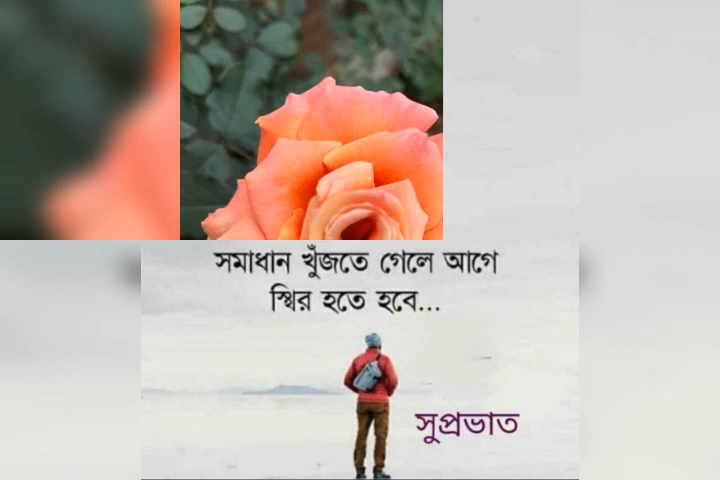 সমাধান খুঁজতে গেলে আগে
স্থির হতে হবে...
সুপ্রভাত